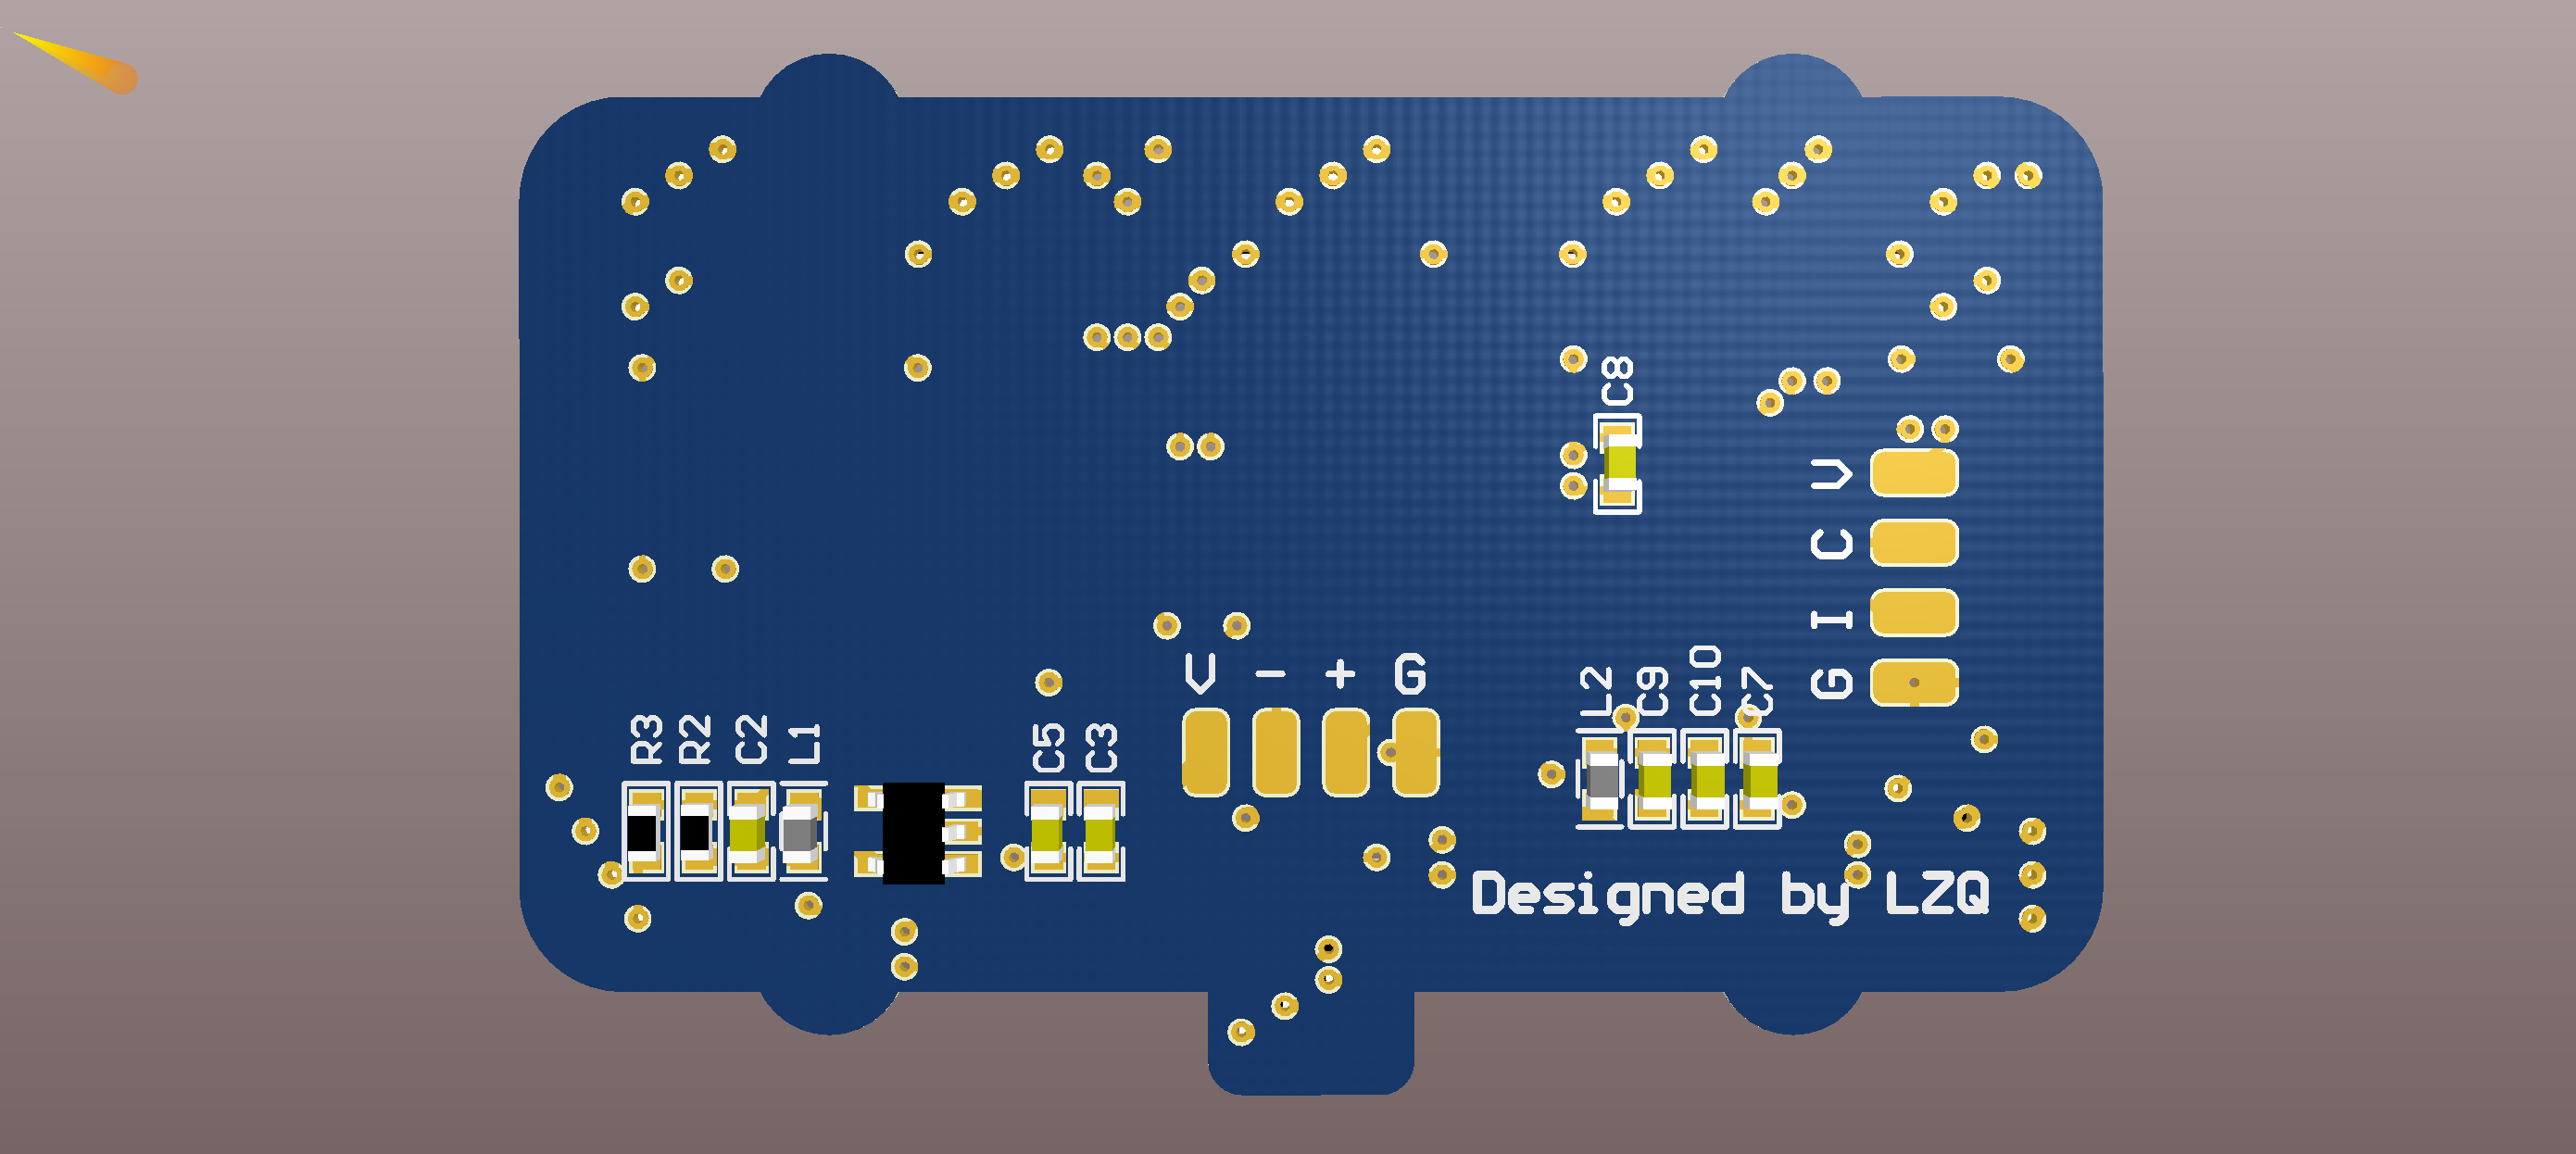 C8
V
C
I
G
V - + G
L2 C9 C10 C7
R3 R2 C2 L1
C5 C3
Designed by LZQ